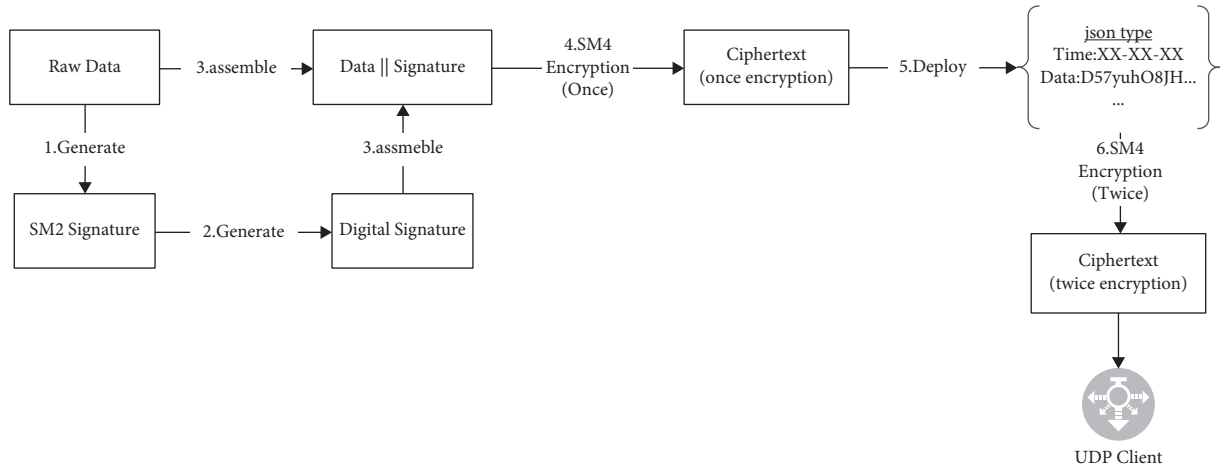 Raw Data
3.assemble
Data || Signature
4.SM4
Encryption
(Once)
Ciphertext
(once encryption)
5.Deploy
json type
Time:XX-XX-XX
Data:D57yuhO8JH...
...
1.Generate
3.assmeble
6.SM4
Encryption
(Twice)
SM2 Signature
2.Generate
Digital Signature
Ciphertext
(twice encryption)
UDP Client